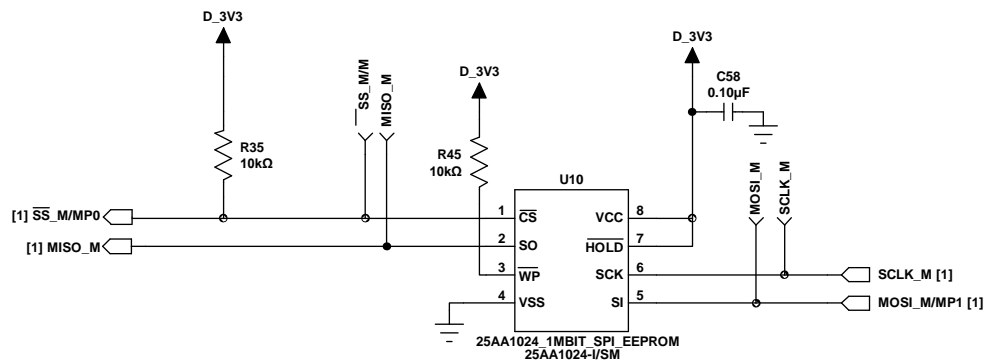 D_3V3
D_3V3
D_3V3
SS_M/M
MISO_M
C58
0.10µF
R35
10kΩ
R45
10kΩ
MOSI_M
SCLK_M
U10
[1] SS_M/MP0
1
CS
VCC
8
[1] MISO_M
2
SO
HOLD
7
3
WP
SCK
6
SCLK_M [1]
4
VSS
SI
5
MOSI_M/MP1 [1]
25AA1024_1MBIT_SPI_EEPROM
25AA1024-I/SM